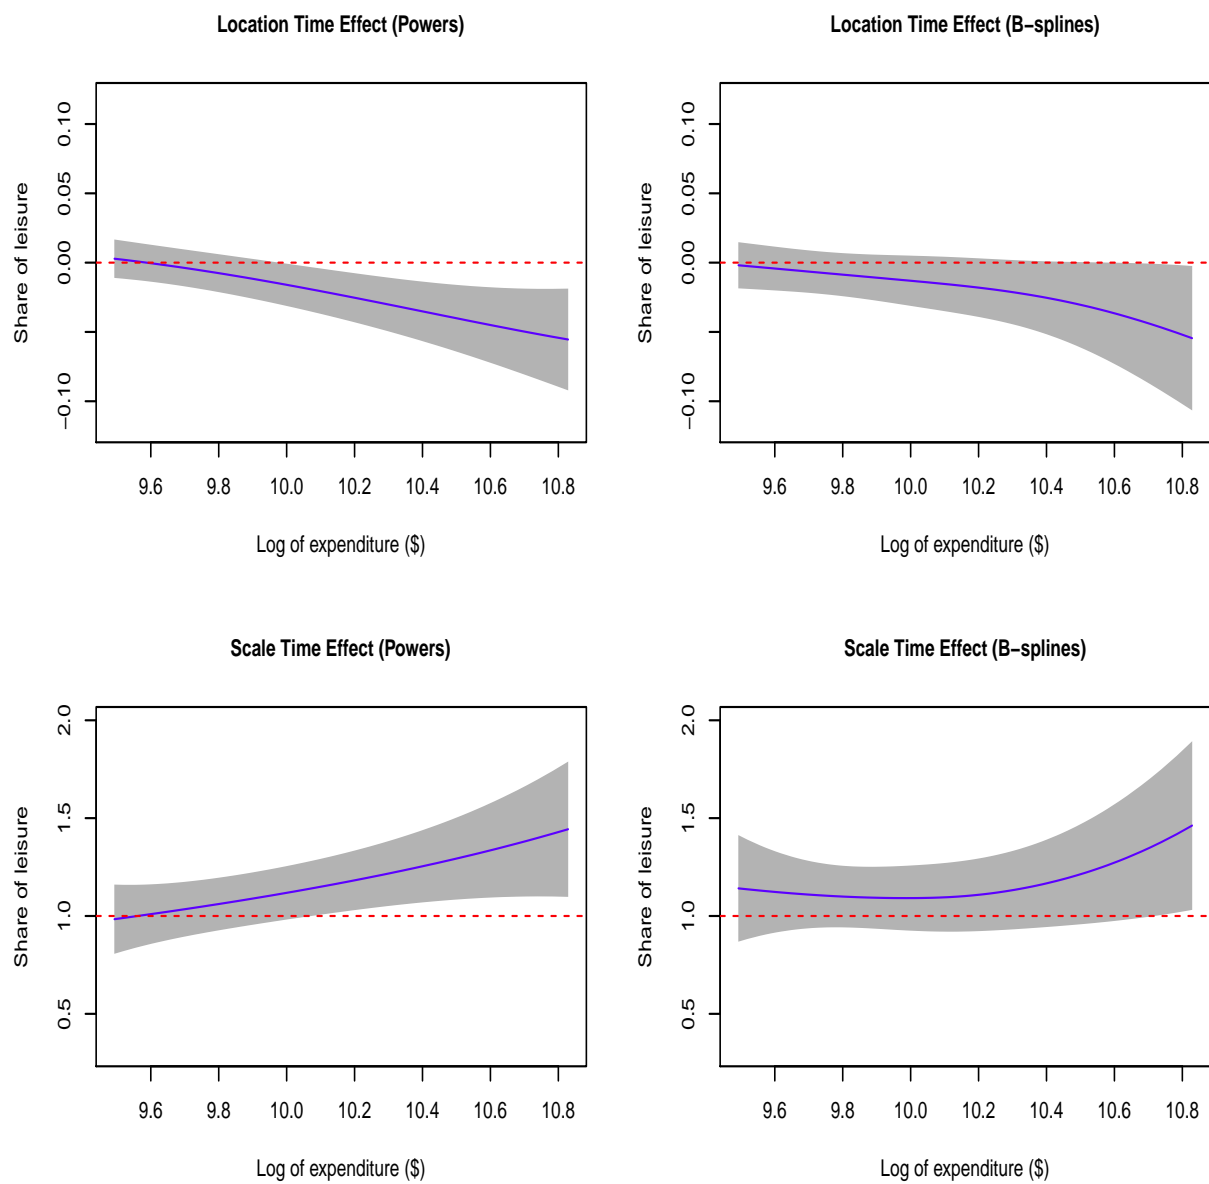 Location Time Effect (Powers)
Share of leisure
0.10
0.05
0.00
−0.10
9.6 9.8 10.0 10.2 10.4 10.6 10.8
Log of expenditure ($)
Location Time Effect (B−splines)
Share of leisure
0.10
0.05
0.00
−0.10
9.6 9.8 10.0 10.2 10.4 10.6 10.8
Log of expenditure ($)
Scale Time Effect (Powers)
Share of leisure
2.0
1.5
1.0
0.5
9.6 9.8 10.0 10.2 10.4 10.6 10.8
Log of expenditure ($)
Scale Time Effect (B−splines)
Share of leisure
2.0
1.5
1.0
0.5
9.6 9.8 10.0 10.2 10.4 10.6 10.8
Log of expenditure ($)